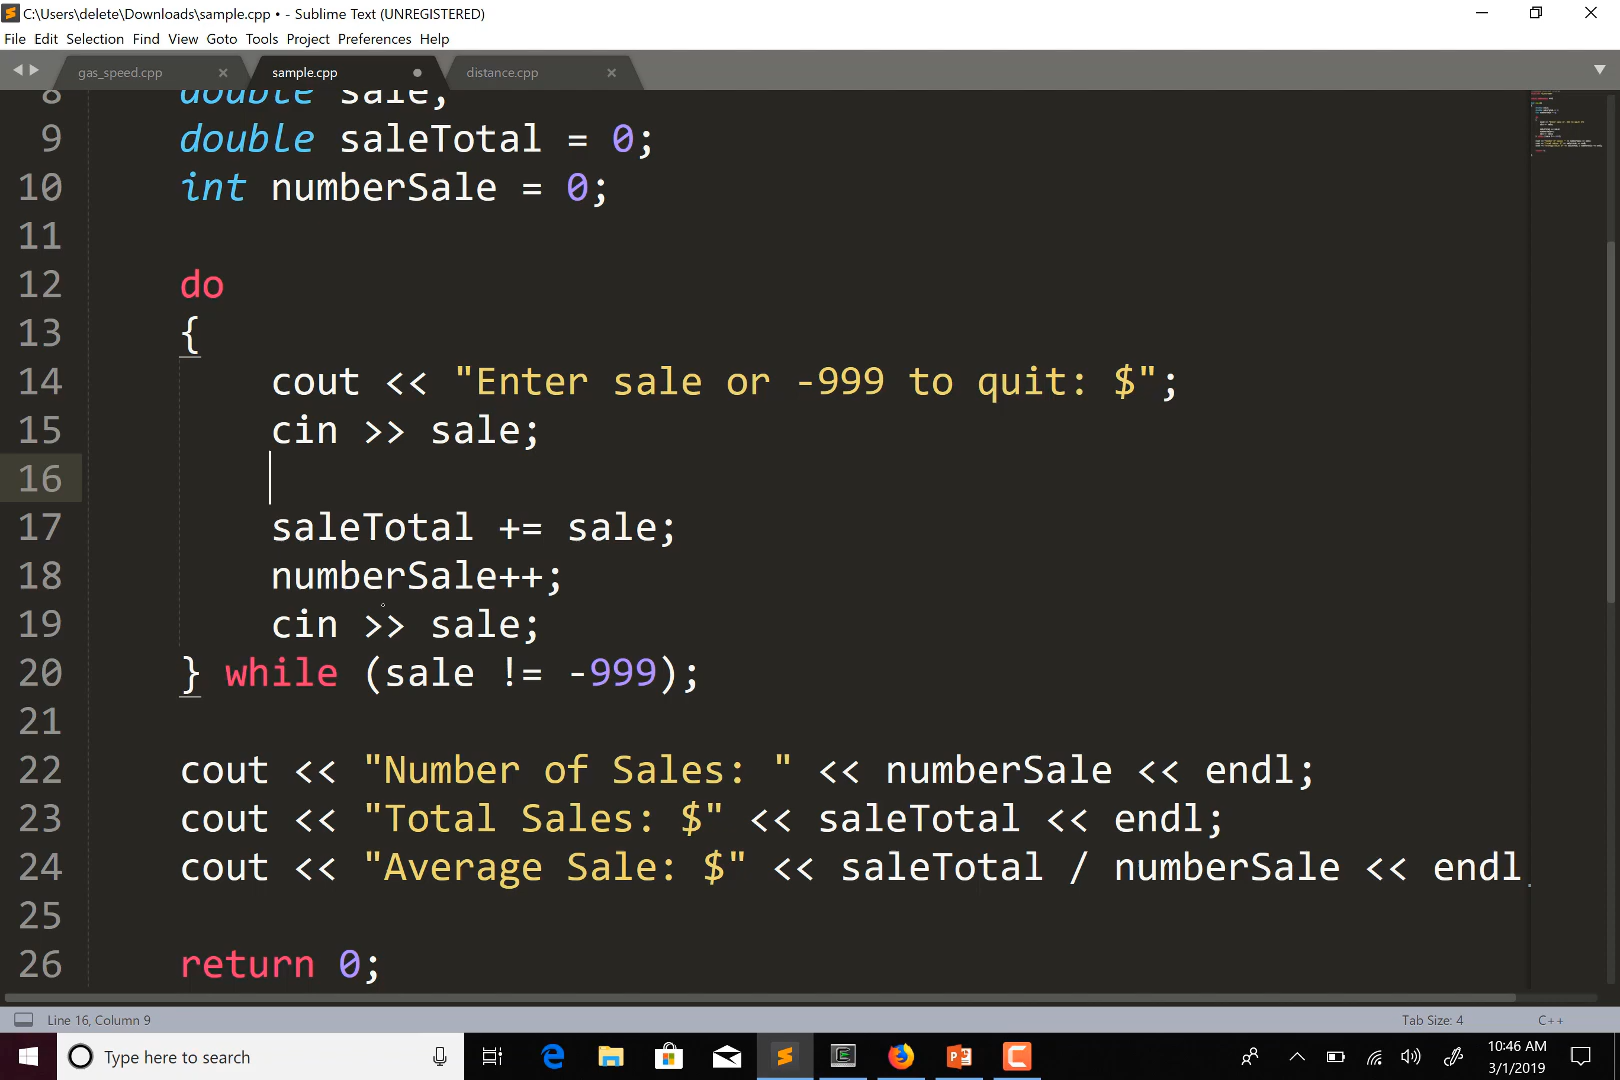 C:\Users\delete\Downloads\sample.cpp • - Sublime Text (UNREGISTERED)
File Edit Selection Find View Goto Tools Project Preferences Help
gas_speed.cpp sample.cpp distance.cpp
8 double sale;
9 double saleTotal = 0;
10 int numberSale = 0;
11
12 do
13 {
14 cout << "Enter sale or -999 to quit: $";
15 cin >> sale;
16
17 saleTotal += sale;
18 numberSale++;
19 cin >> sale;
20 } while (sale != -999);
21
22 cout << "Number of Sales: " << numberSale << endl;
23 cout << "Total Sales: $" << saleTotal << endl;
24 cout << "Average Sale: $" << saleTotal / numberSale << endl
25
26 return 0;
Line 16, Column 9 Tab Size: 4 C++
Type here to search
10:46 AM
3/1/2019